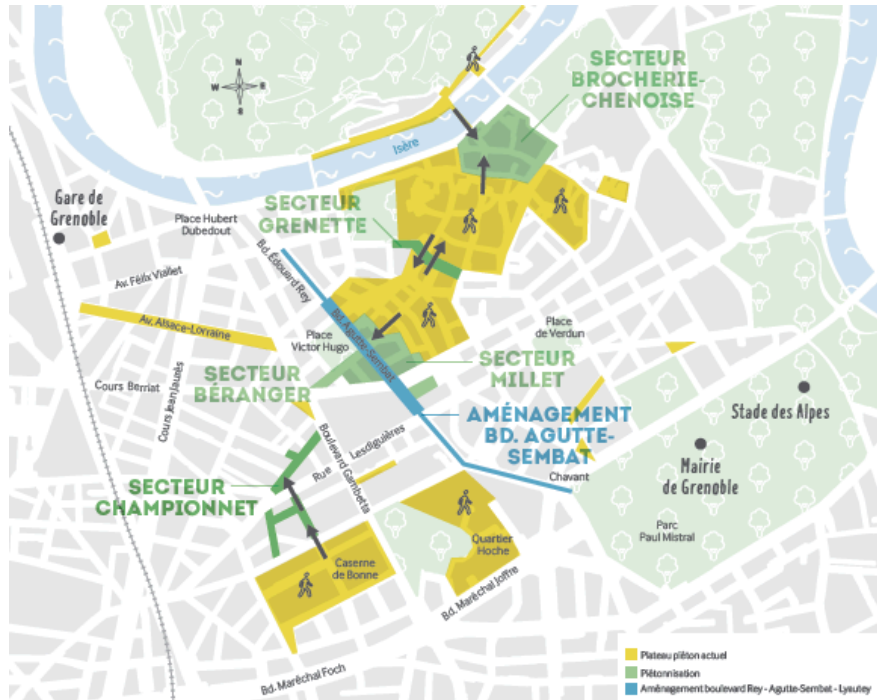 SECTEUR
BROCHERIE-
CHENOISE
N
W
E
S
Isère
Gare de
Grenoble
Place Hubert
Dubedout
SECTEUR
GRENETTE
Bd. Édouard Rey
Av. Félix Viallet
Av. Alsace-Lorraine
Bd. Agutte-Sembat
Place
Victor Hugo
Place
de Verdun
Cours Berriat
Cours Jean Jaurès
SECTEUR
BÉRANGER
SECTEUR
MILLET
Stade des Alpes
AMÉNAGEMENT
BD. AGUTTE-
SEMBAT
Boulevard Gambetta
Rue Lesdiguières
Mairie
de Grenoble
Chavant
SECTEUR
CHAMPIONNET
Parc
Paul Mistral
Quartier
Hoche
Caserne
de Bonne
Bd. Maréchal Joffre
Bd. Maréchal Foch
Plateau piéton actuel
Piétonnisation
Aménagement boulevard Rey - Agutte-Sembat - Lyautey